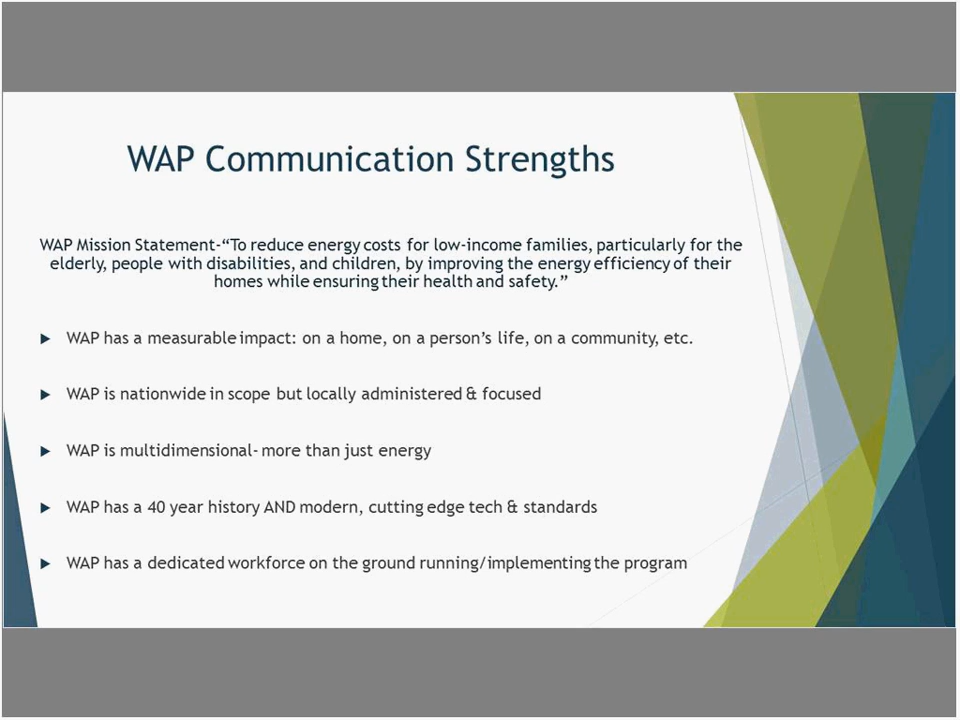 WAP Communication Strengths
WAP Mission Statement-“To reduce energy costs for low-income families, particularly for the
elderly, people with disabilities, and children, by improving the energy efficiency of their
homes while ensuring their health and safety.”
WAP has a measurable impact: on a home, on a person’s life, on a community, etc.
WAP is nationwide in scope but locally administered & focused
WAP is multidimensional- more than just energy
WAP has a 40 year history AND modern, cutting edge tech & standards
WAP has a dedicated workforce on the ground running/implementing the program